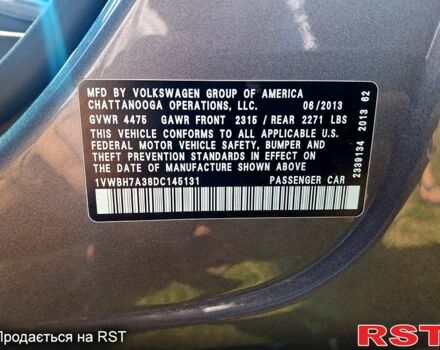 MFD BY VOLKSWAGEN GROUP OF AMERICA
CHATTANOOGA OPERATIONS, LLC. 06/2013
GVWR 4475 GAWR FRONT 2315 / REAR 2271 LBS
THIS VEHICLE CONFORMS TO ALL APPLICABLE U.S.
FEDERAL MOTOR VEHICLE SAFETY, BUMPER AND
THEFT PREVENTION STANDARDS IN EFFECT ON
THE DATE OF MANUFACTURE SHOWN ABOVE
1VWBH7A38DC145131 PASSENGER CAR
2339134 2013 62
Продається на RST
RST